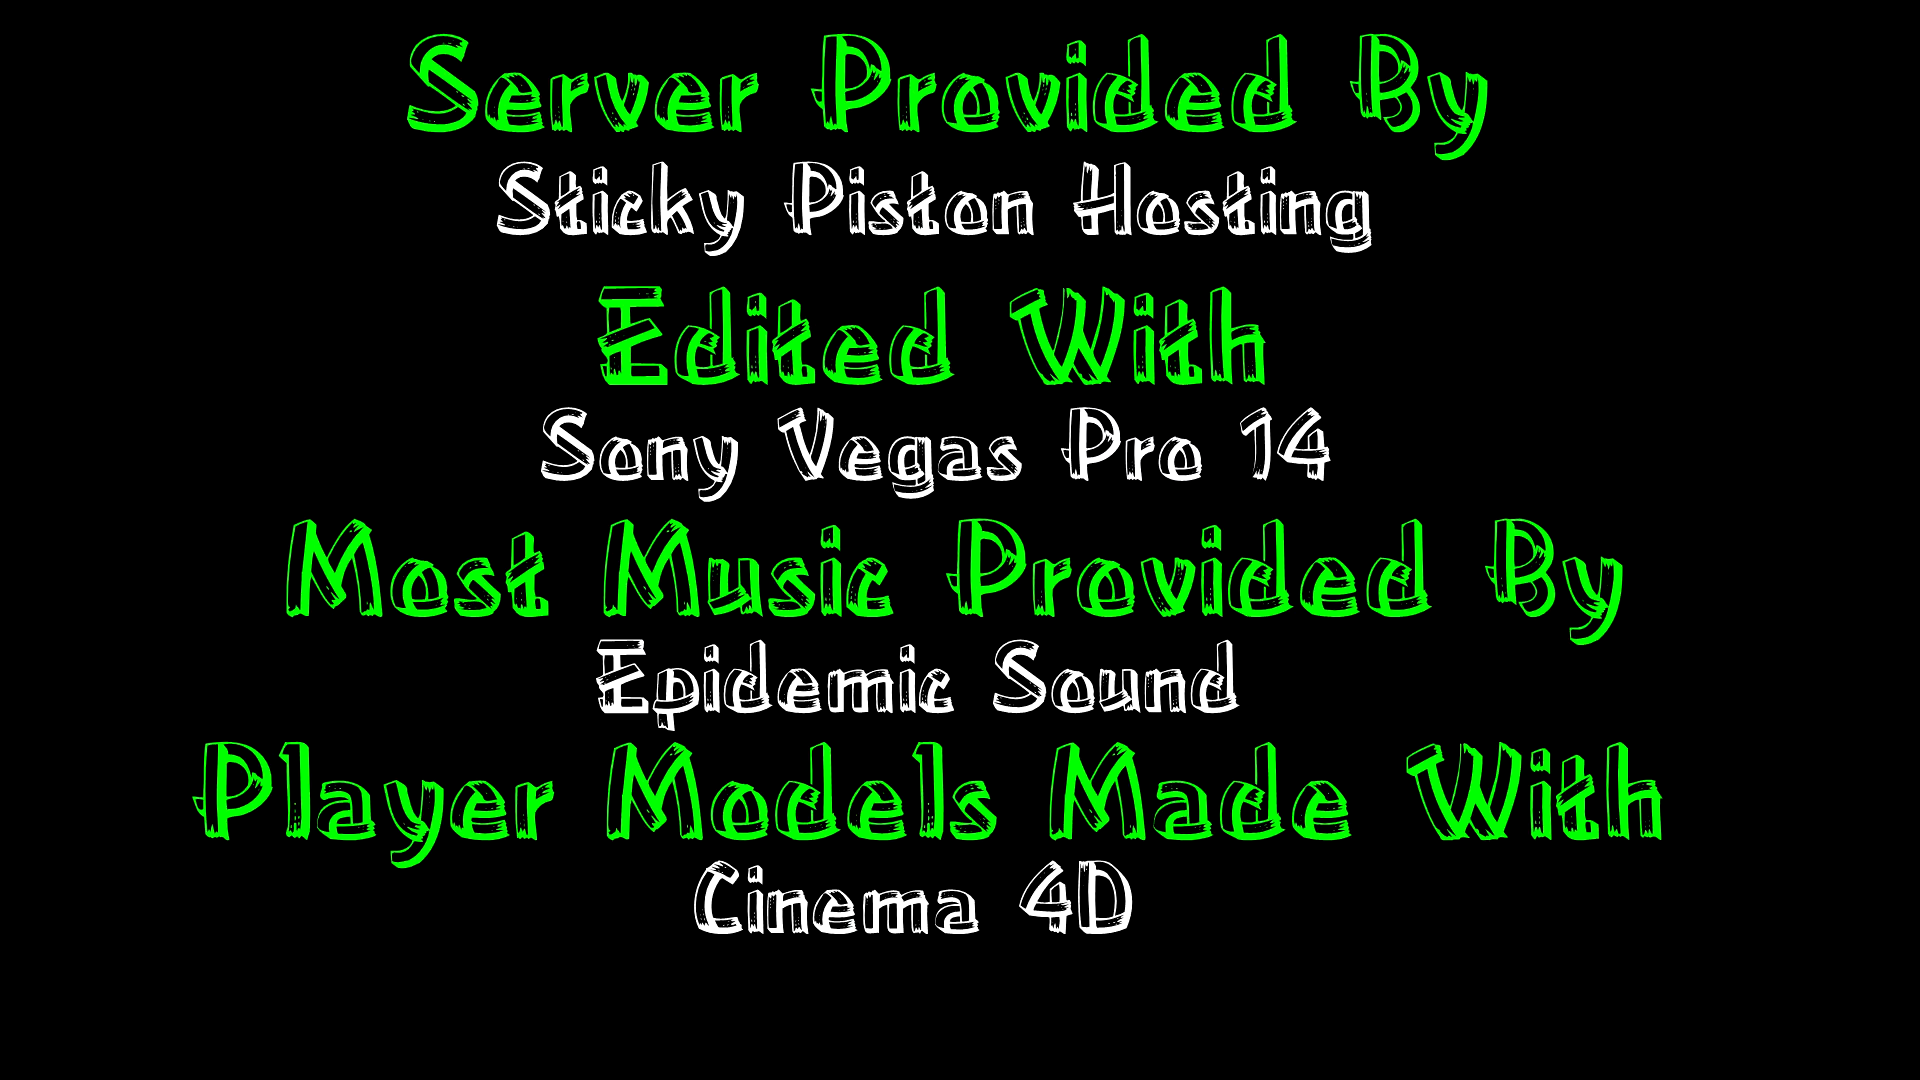 Server Provided By
Sticky Piston Hosting
Edited With
Sony Vegas Pro 14
Most Music Provided By
Epidemic Sound
Player Models Made With
Cinema 4D